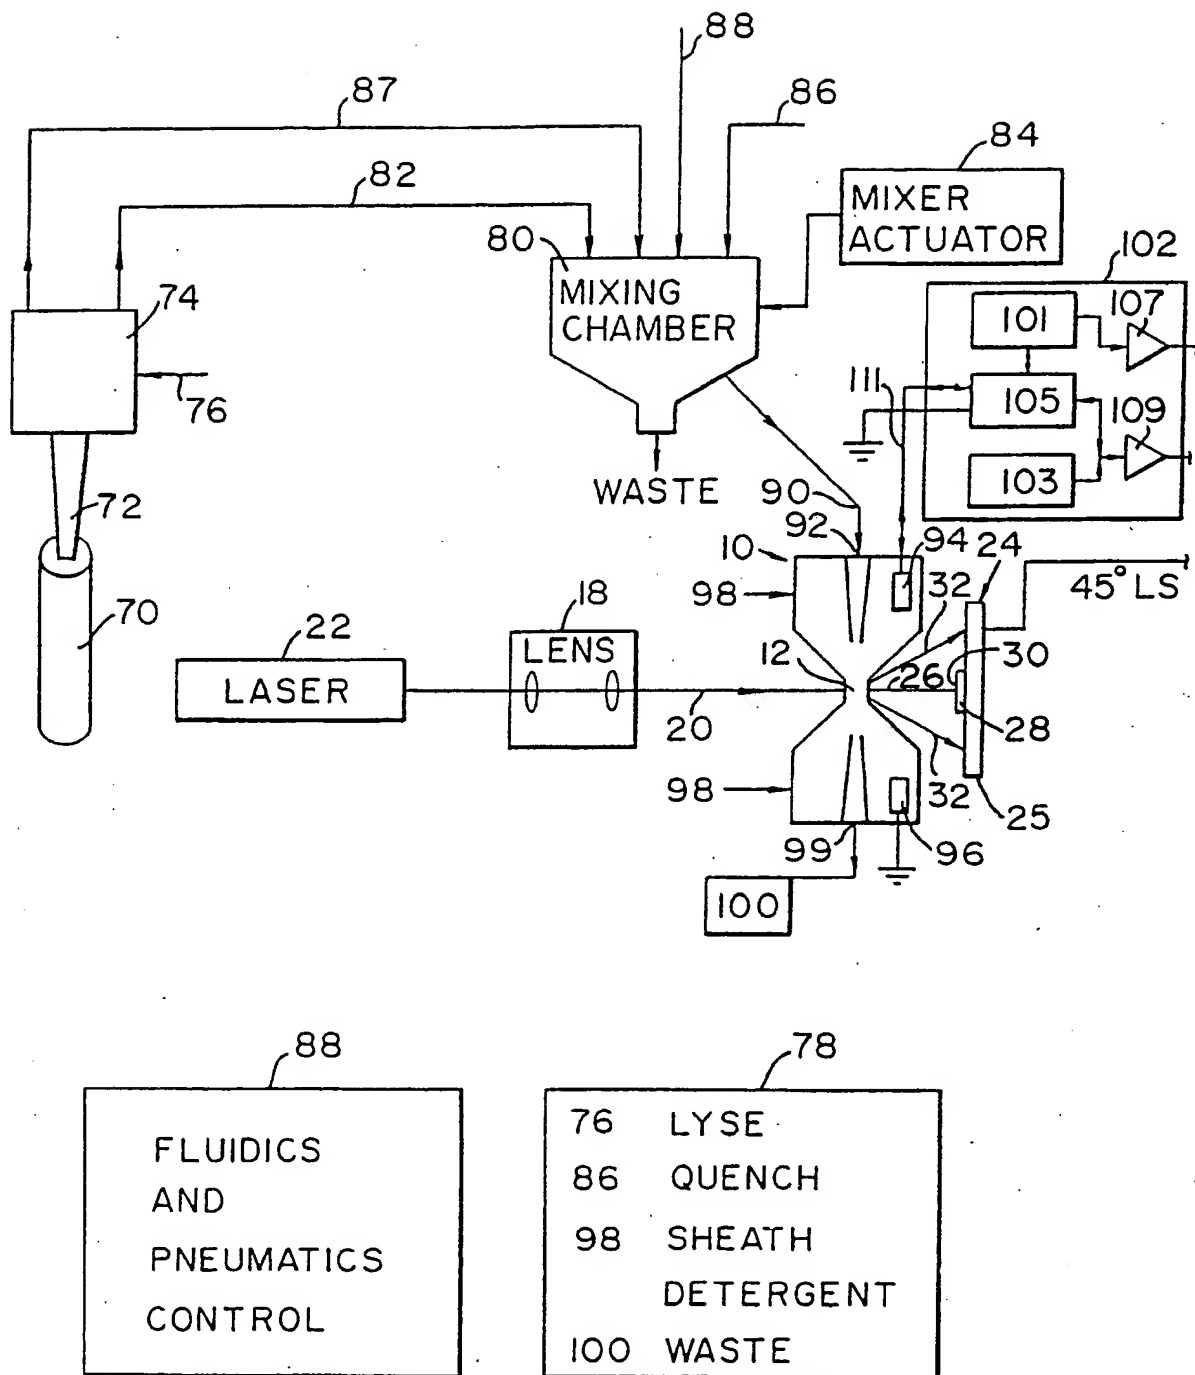 88
87
86
82
84
MIXER
ACTUATOR
80
MIXING
CHAMBER
102
74
101
107
76
111
105
109
103
72
WASTE
90
92
10
94
24
45° LS
98
32
70
22
18
LENS
12
30
LASER
26
20
28
98
32
25
99
96
100
88
FLUIDICS
AND
PNEUMATICS
CONTROL
78
76 LYSE
86 QUENCH
98 SHEATH
DETERGENT
100 WASTE